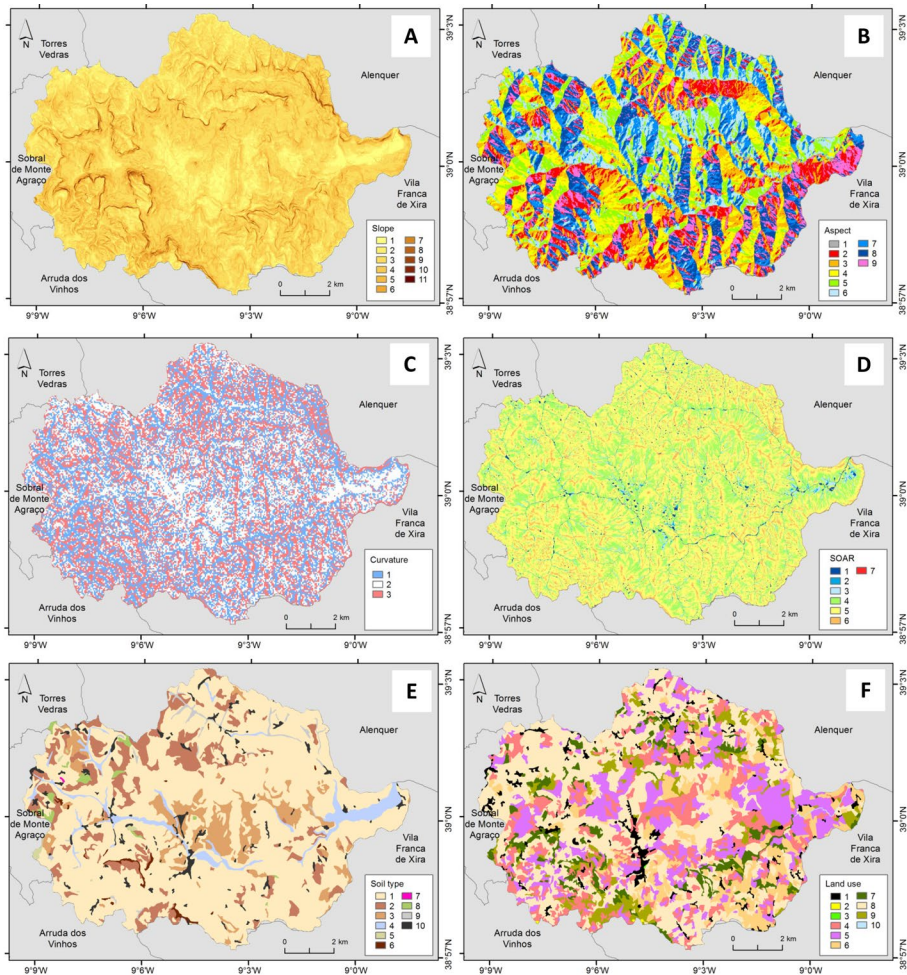 A
N
Torres
Vedras
Alenquer
Sobral
de Monte
Agraço
Vila
Franca
de Xira
Arruda dos
Vinhos
Slope
1 7
2 8
3 9
4 10
5 11
6
0 2 km
39°3'N
39°0'N
38°57'N
9°9'W 9°6'W 9°3'W 9°0'W
B
N
Torres
Vedras
Alenquer
Sobral
de Monte
Agraço
Vila
Franca
de Xira
Arruda dos
Vinhos
Aspect
1 7
2 8
3 9
4
5
6
0 2 km
39°3'N
39°0'N
38°57'N
9°9'W 9°6'W 9°3'W 9°0'W
C
N
Torres
Vedras
Alenquer
Sobral
de Monte
Agraço
Vila
Franca
de Xira
Arruda dos
Vinhos
Curvature
1
2
3
0 2 km
39°3'N
39°0'N
38°57'N
9°9'W 9°6'W 9°3'W 9°0'W
D
N
Torres
Vedras
Alenquer
Sobral
de Monte
Agraço
Vila
Franca
de Xira
Arruda dos
Vinhos
SOAR
1 7
2
3
4
5
6
0 2 km
39°3'N
39°0'N
38°57'N
9°9'W 9°6'W 9°3'W 9°0'W
E
N
Torres
Vedras
Alenquer
Sobral
de Monte
Agraço
Vila
Franca
de Xira
Arruda dos
Vinhos
Soil type
1 7
2 8
3 9
4 10
5
6
0 2 km
39°3'N
39°0'N
38°57'N
9°9'W 9°6'W 9°3'W 9°0'W
F
N
Torres
Vedras
Alenquer
Sobral
de Monte
Agraço
Vila
Franca
de Xira
Arruda dos
Vinhos
Land use
1 7
2 8
3 9
4 10
5
6
0 2 km
39°3'N
39°0'N
38°57'N
9°9'W 9°6'W 9°3'W 9°0'W